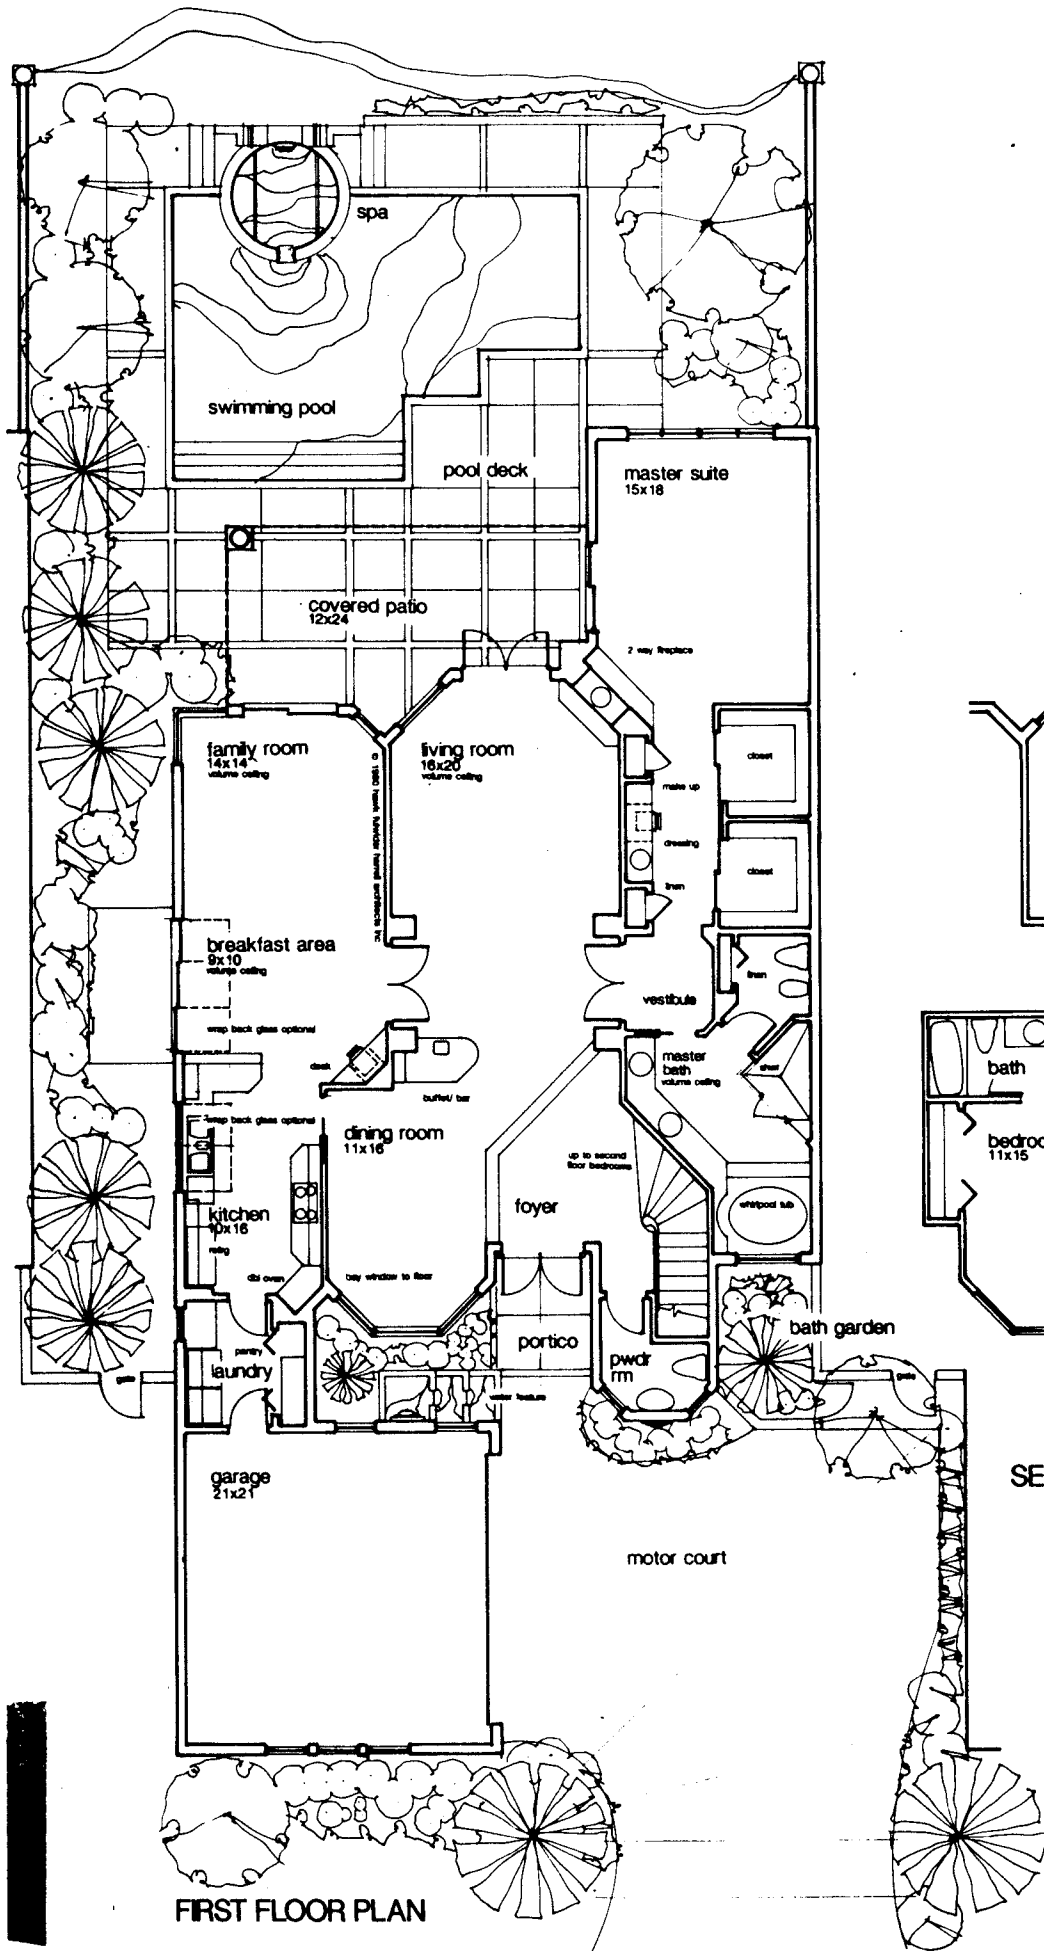 spa
swimming pool
pool deck
master suite
15x18
covered patio
12x24
2 way fireplace
family room
14x14
volume ceiling
living room
16x20
volume ceiling
closet
make up
dressing
closet
linen
breakfast area
9x10
volume ceiling
linen
vestibule
wrap back glass optional
desk
master
bath
volume ceiling
shwr
bath
buffet/ bar
wrap back glass optional
dining room
11x16
up to second
floor bedrooms
bedroo
11x15
kitchen
10x16
foyer
whirlpool tub
refrig
dbl oven
bay window to floor
portico
bath garden
pantry
laundry
pwdr
rm
gate
water feature
gate
garage
21x21
SE
motor court
FIRST FLOOR PLAN